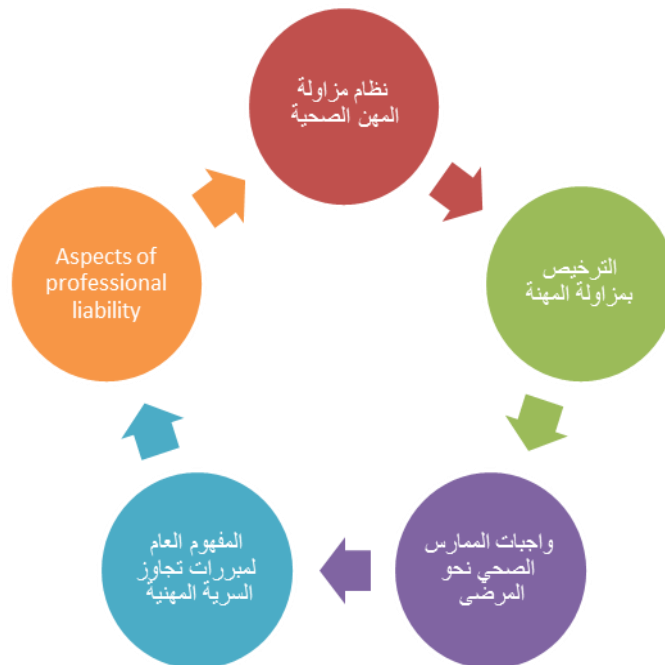 نظام مزاولة
المهن الصحية
الترخيص
بمزاولة المهنة
واجبات الممارس
الصحي نحو
المرضى
المفهوم العام
لمبررات تجاوز
السرية المهنية
Aspects of
professional
liability